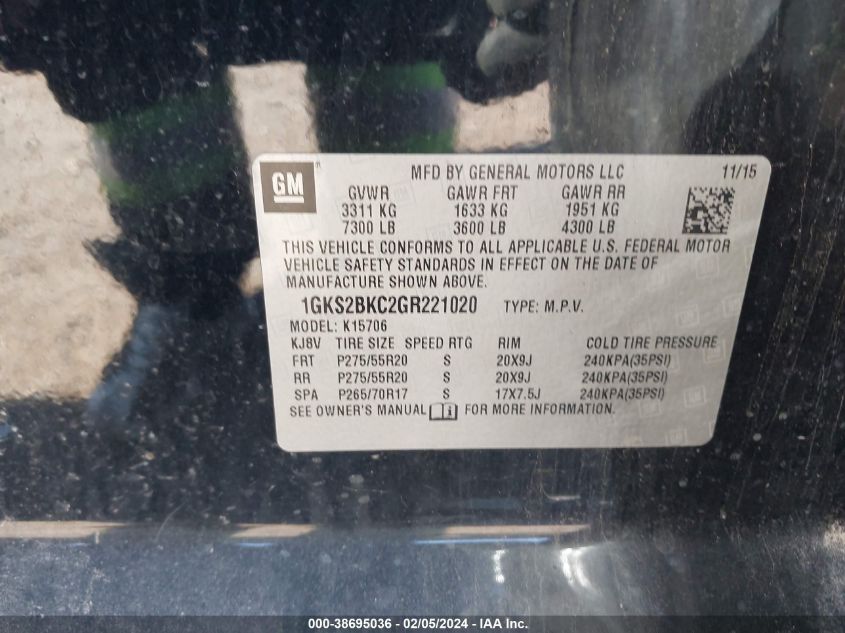 GM
MFD BY GENERAL MOTORS LLC 11/15
GVWR GAWR FRT GAWR RR
3311 KG 1633 KG 1951 KG
7300 LB 3600 LB 4300 LB
THIS VEHICLE CONFORMS TO ALL APPLICABLE U.S. FEDERAL MOTOR
VEHICLE SAFETY STANDARDS IN EFFECT ON THE DATE OF
MANUFACTURE SHOWN ABOVE.
1GKS2BKC2GR221020 TYPE: M.P.V.
MODEL: K15706
KJ8V TIRE SIZE SPEED RTG RIM COLD TIRE PRESSURE
FRT P275/55R20 S 20X9J 240KPA(35PSI)
RR P275/55R20 S 20X9J 240KPA(35PSI)
SPA P265/70R17 S 17X7.5J 240KPA(35PSI)
SEE OWNER'S MANUAL FOR MORE INFORMATION.
000-38695036 - 02/05/2024 - IAA Inc.